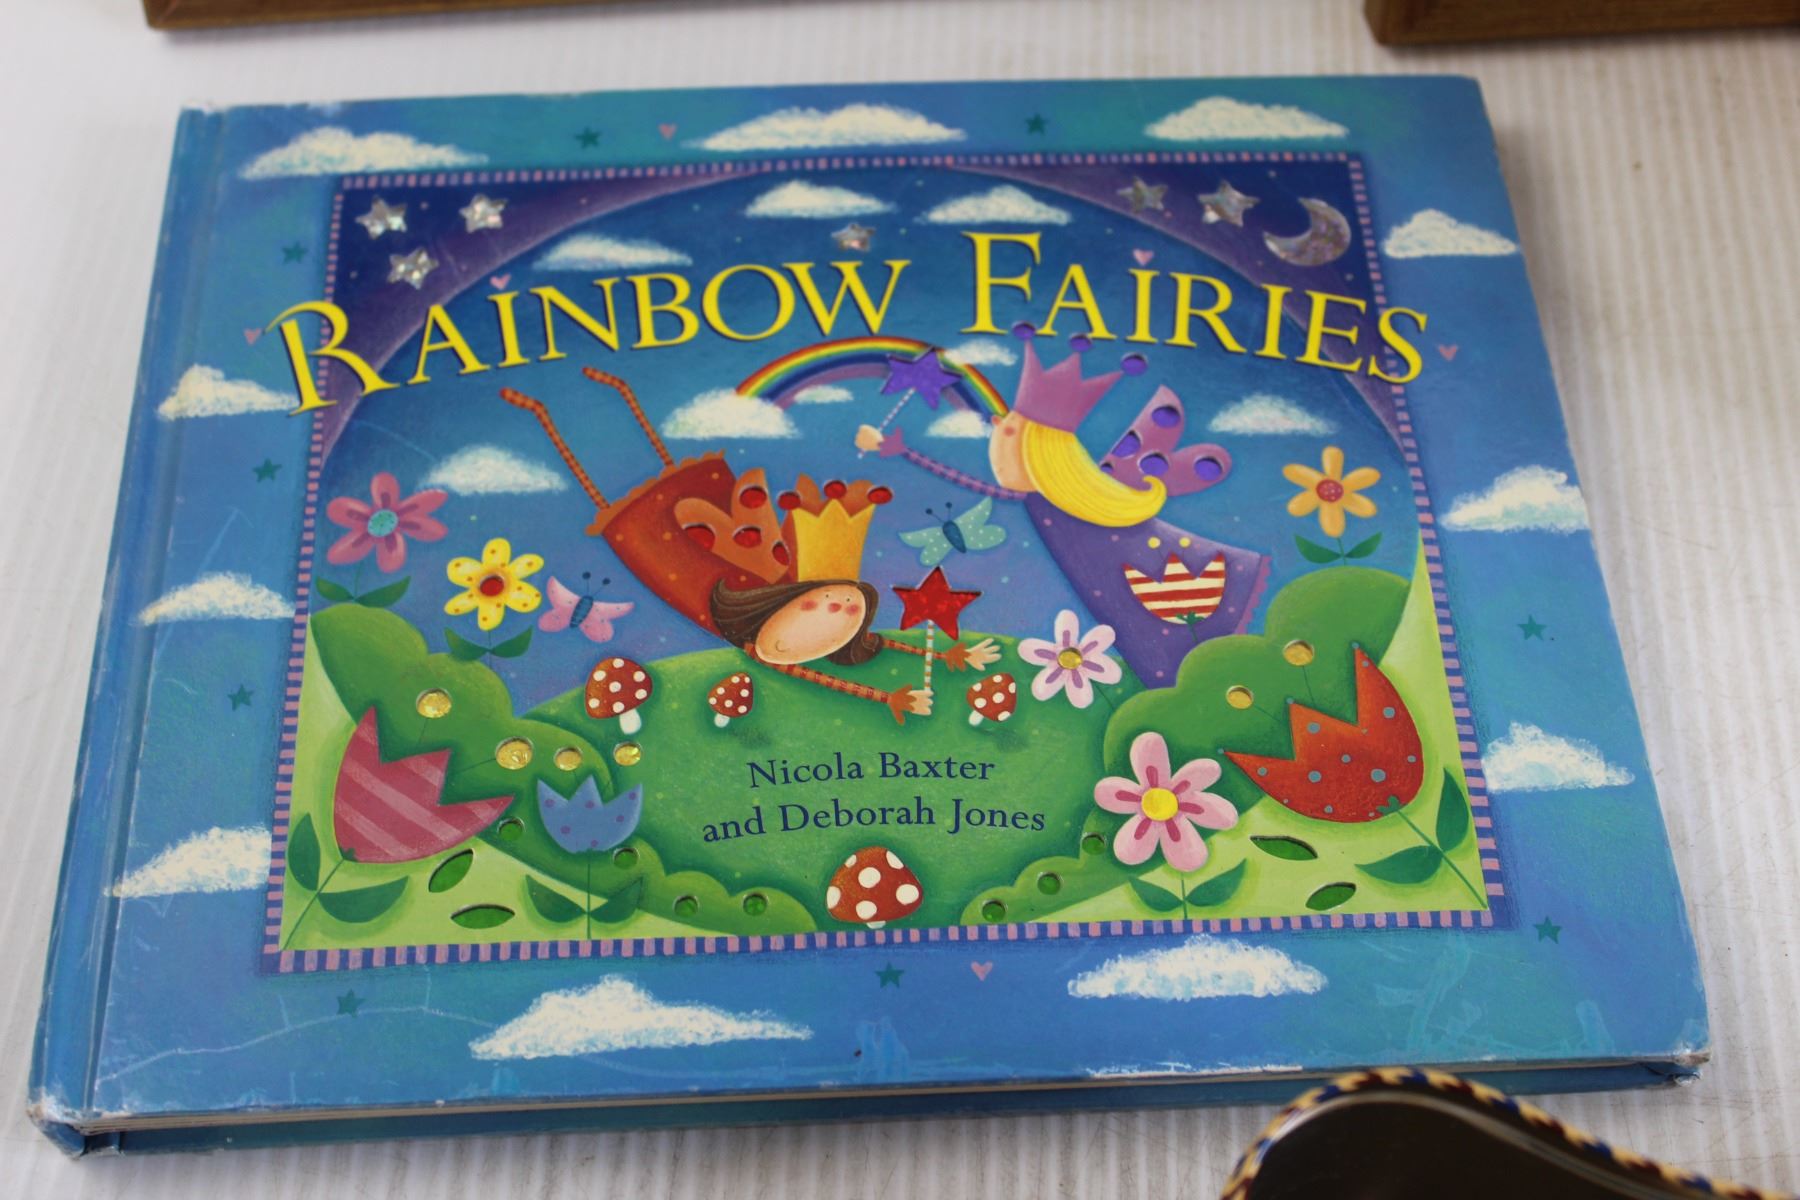 RAINBOW FAIRIES
Nicola Baxter
and Deborah Jones